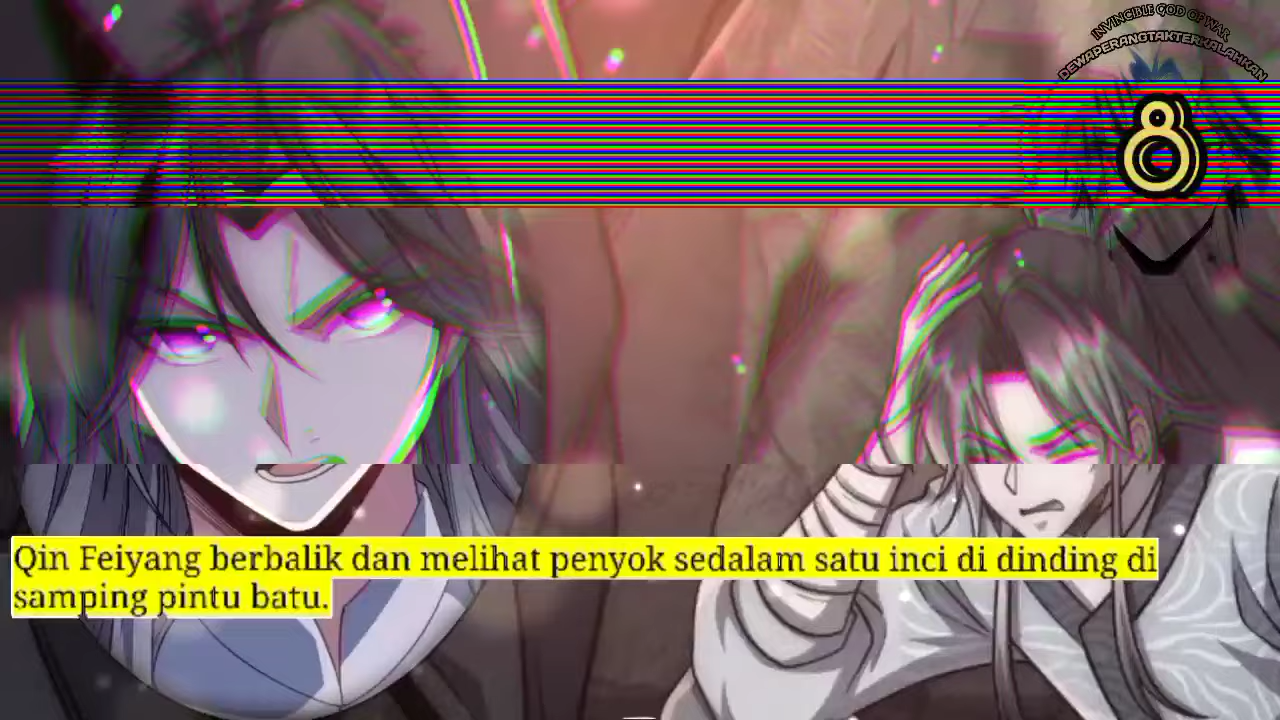 INVINCIBLE GOD OF WAR
DEWAPERANGTAKTERKALAHKAN
8
Qin Feiyang berbalik dan melihat penyok sedalam satu inci di dinding di
samping pintu batu.